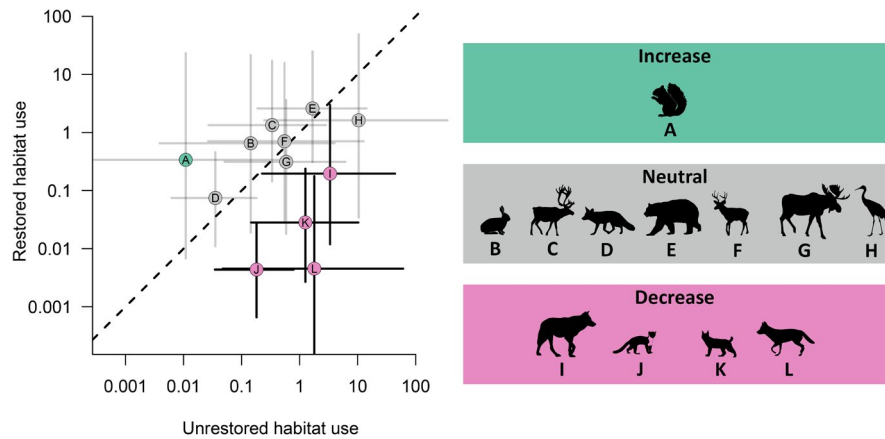 100
10
1
0.1
0.01
0.001
Restored habitat use
0.001 0.01 0.1 1 10 100
Unrestored habitat use
A
B
C
D
E
F
G
H
I
J
K
L
Increase
A
Neutral
B C D E F G H
Decrease
I J K L